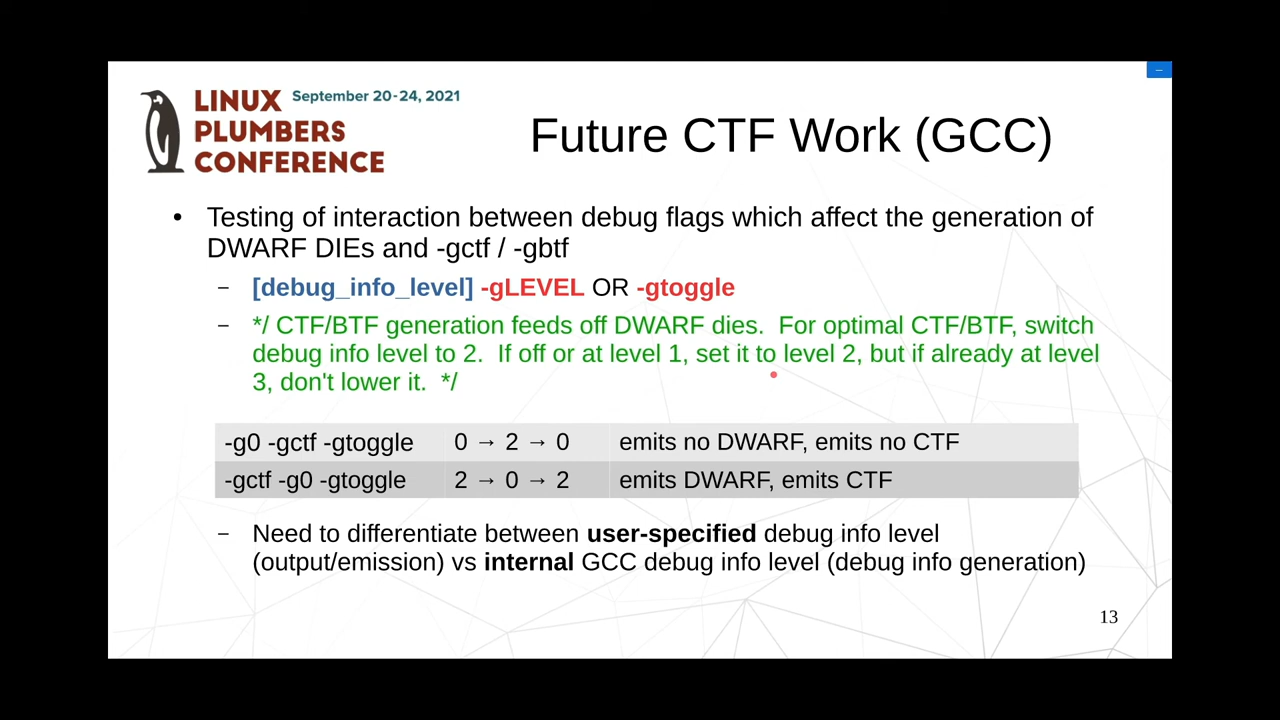 LINUX September 20-24, 2021
PLUMBERS
CONFERENCE
Future CTF Work (GCC)
• Testing of interaction between debug flags which affect the generation of
DWARF DIEs and -gctf / -gbtf
– [debug_info_level] -gLEVEL OR -gtoggle
– */ CTF/BTF generation feeds off DWARF dies.  For optimal CTF/BTF, switch
debug info level to 2.  If off or at level 1, set it to level 2, but if already at level
3, don't lower it.  */
-g0 -gctf -gtoggle 0 → 2 → 0 emits no DWARF, emits no CTF
-gctf -g0 -gtoggle 2 → 0 → 2 emits DWARF, emits CTF
– Need to differentiate between user-specified debug info level
(output/emission) vs internal GCC debug info level (debug info generation)
13